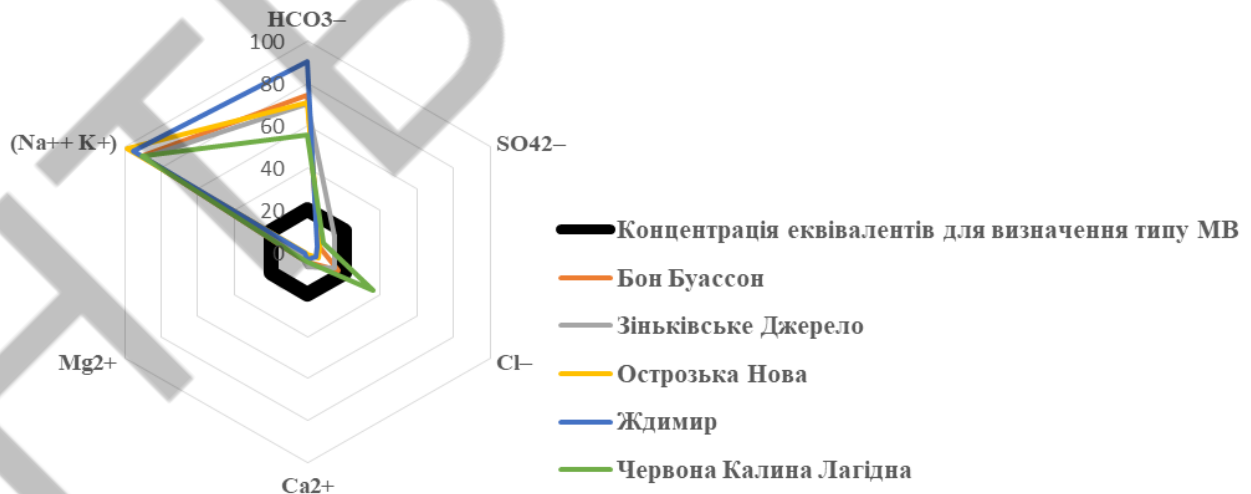 HCO3–
100
80
60
40
20
0
(Na++ K+)
SO42–
Mg2+
Cl–
Ca2+
Концентрація еквівалентів для визначення типу МВ
Бон Буассон
Зіньківське Джерело
Острозька Нова
Ждимир
Червона Калина Лагідна